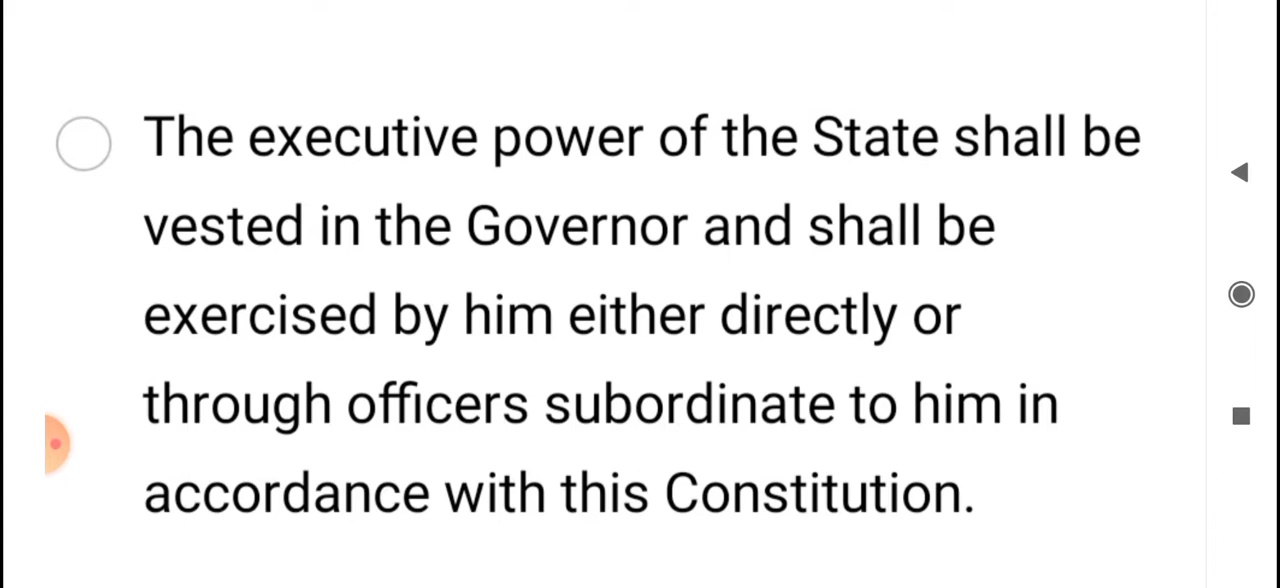 The executive power of the State shall be
vested in the Governor and shall be
exercised by him either directly or
through officers subordinate to him in
accordance with this Constitution.